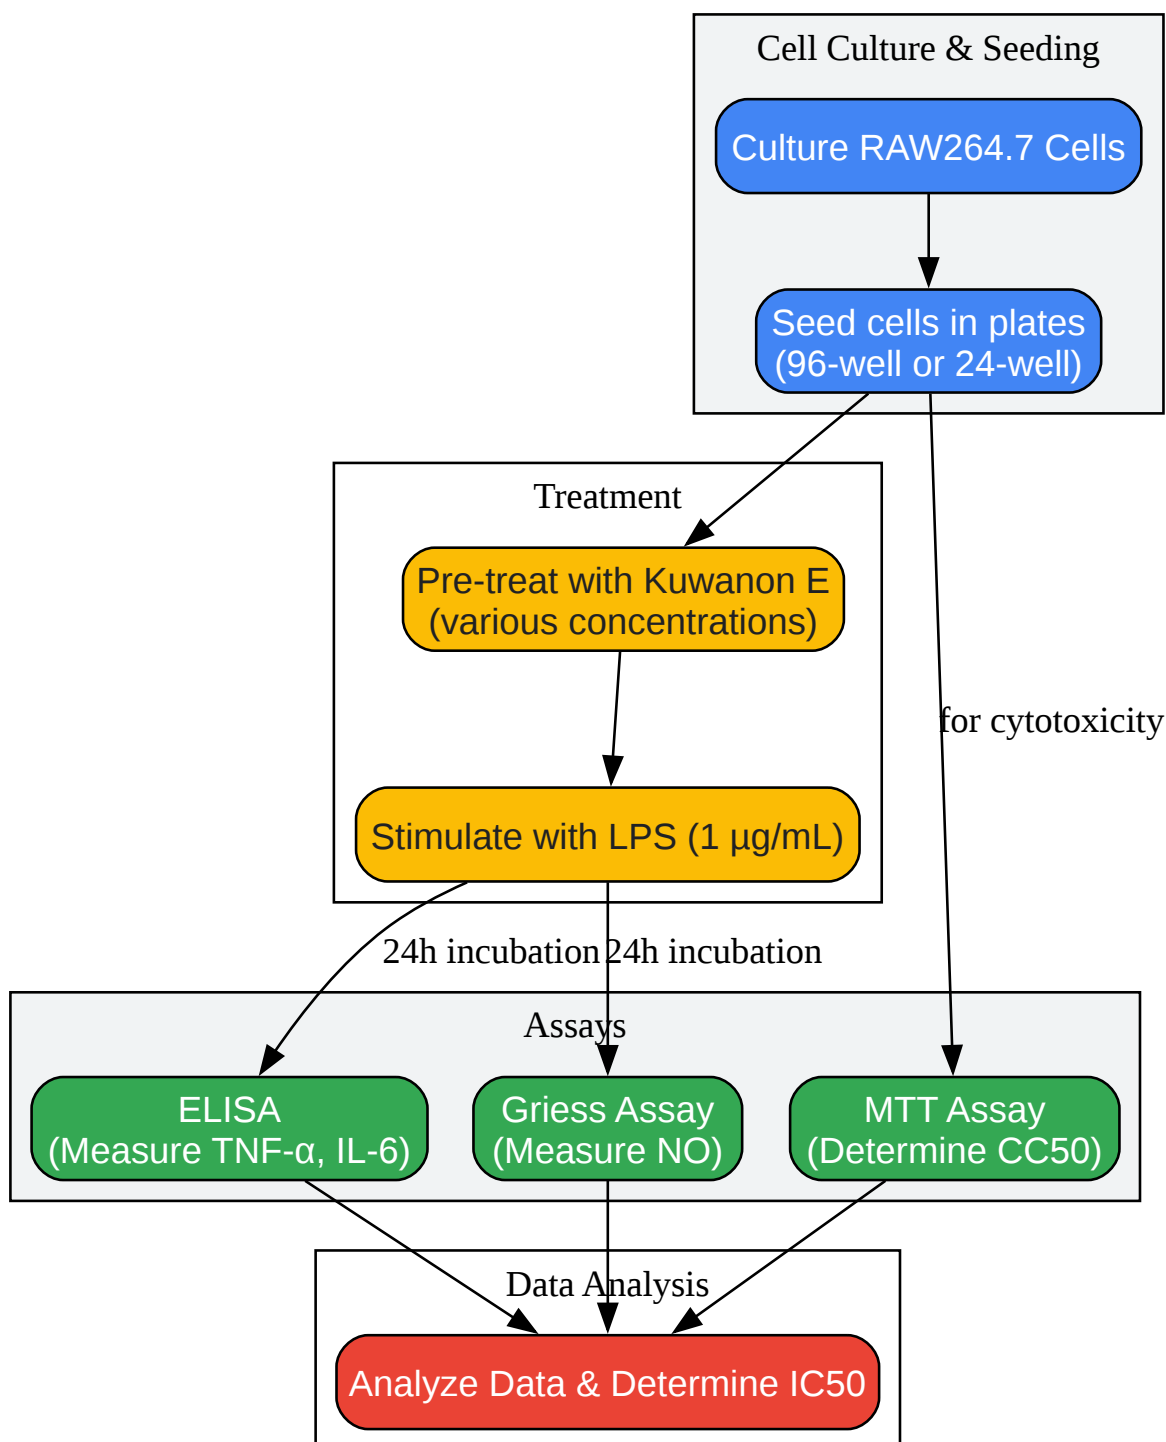 Cell Culture & Seeding
Culture RAW264.7 Cells
Seed cells in plates
(96-well or 24-well)
Treatment
Pre-treat with Kuwanon E
(various concentrations)
for cytotoxicity
Stimulate with LPS (1 µg/mL)
24h incubation
24h incubation
Assays
ELISA
(Measure TNF-α, IL-6)
Griess Assay
(Measure NO)
MTT Assay
(Determine CC50)
Data Analysis
Analyze Data & Determine IC50